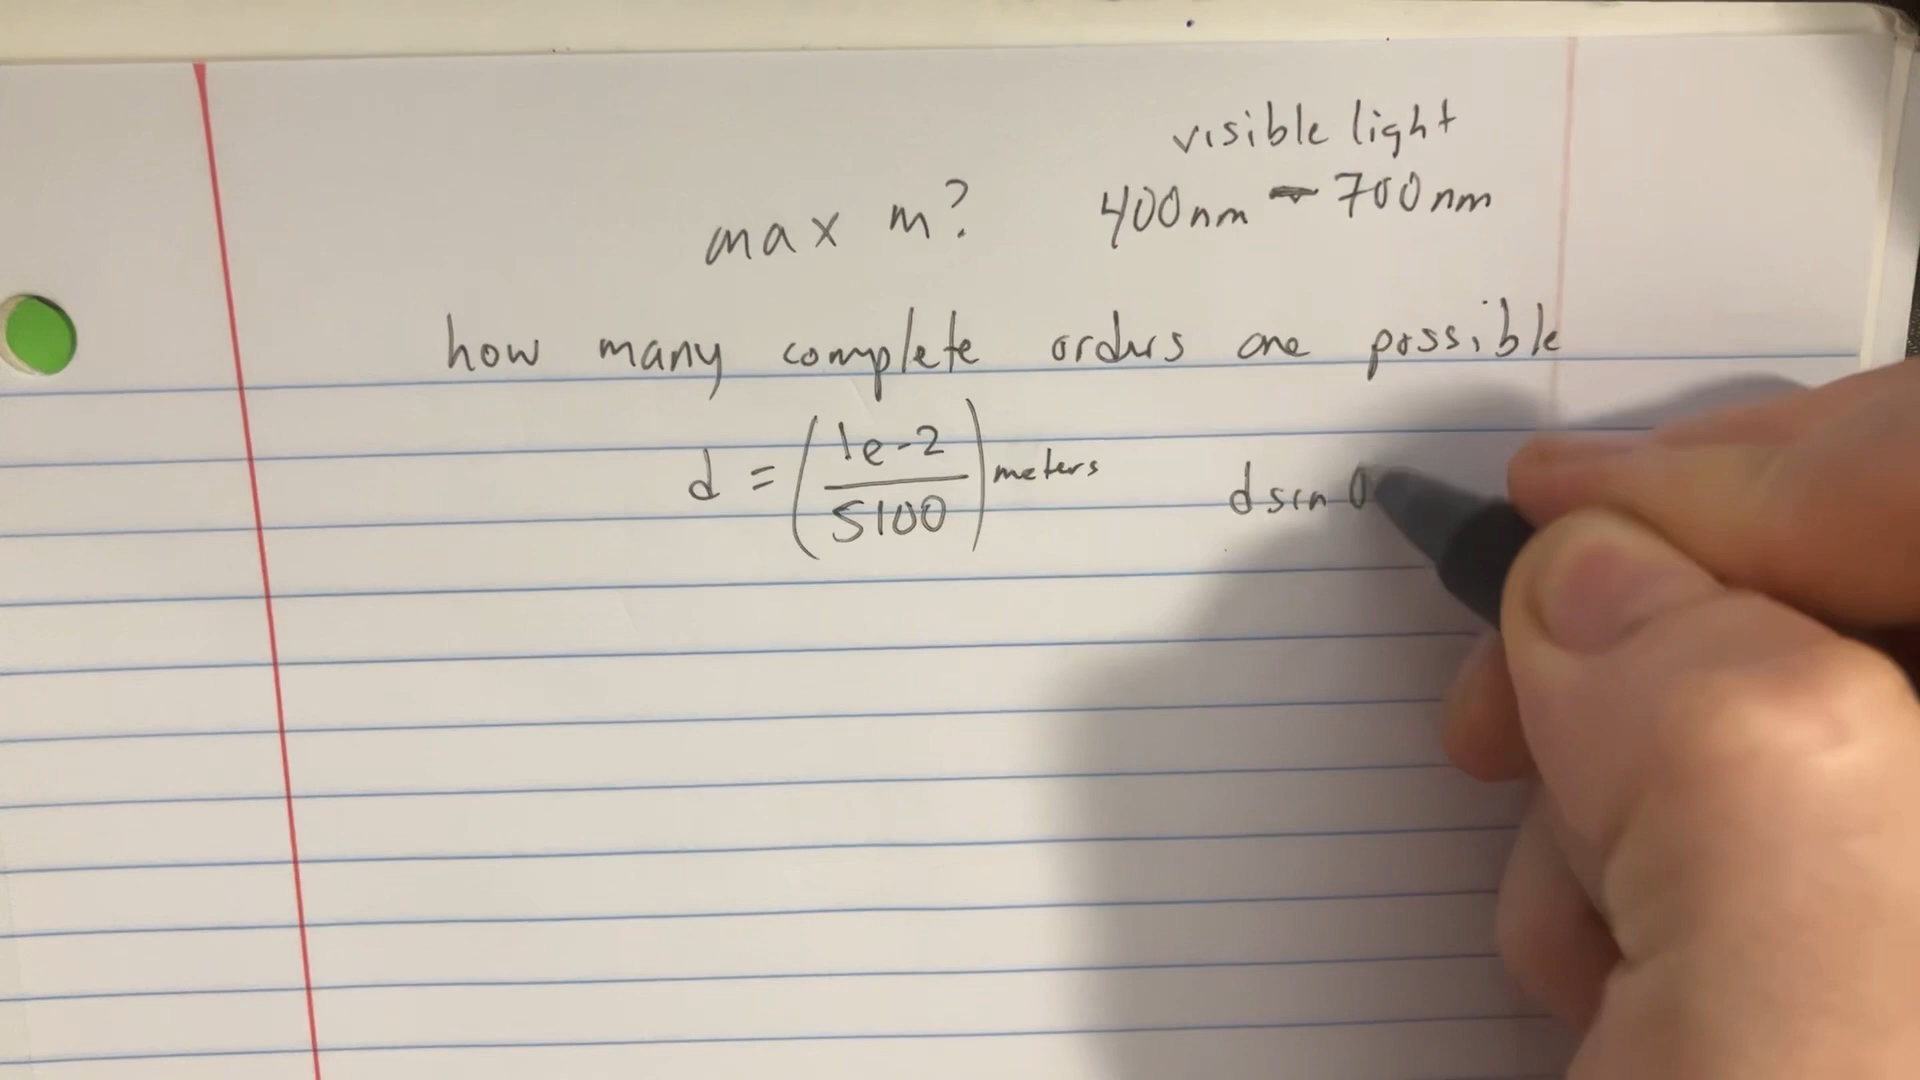 visible light
max m? 400nm - 700nm
how many complete orders are possible
d = (1e-2 / 5100) meters d sin θ